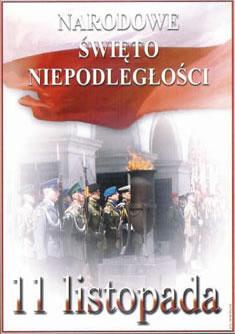 NARODOWE
ŚWIĘTO
NIEPODLEGŁOŚCI
11 listopada